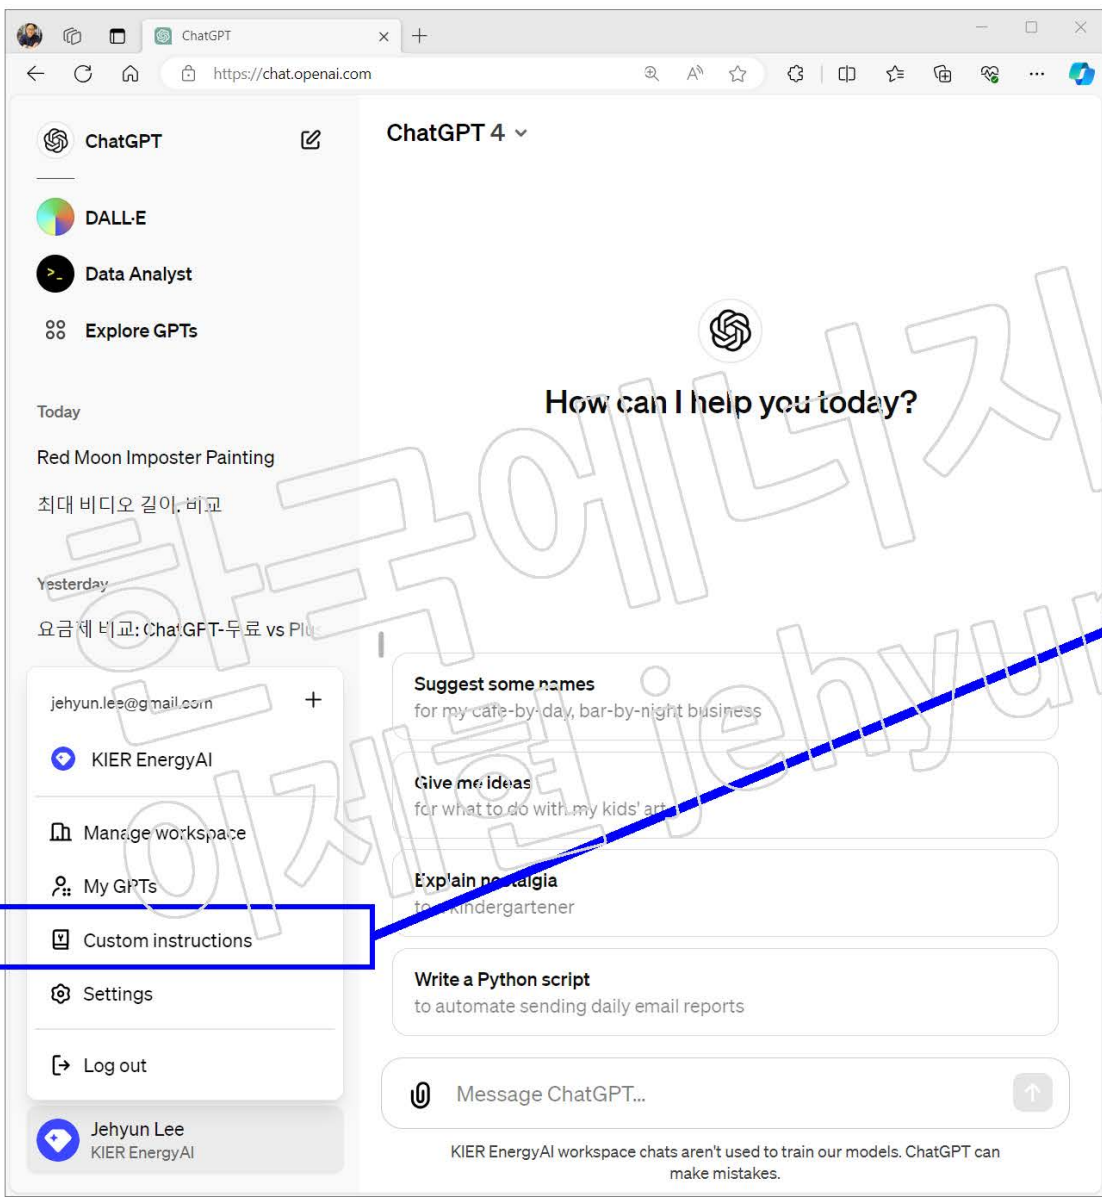 ChatGPT
https://chat.openai.com
ChatGPT
DALL·E
Data Analyst
Explore GPTs
Today
Red Moon Imposter Painting
최대 비디오 길이. 비교
Yesterday
요금제 비교: ChatGPT-무료 vs Plus
jehyun.lee@gmail.com
KIER EnergyAI
Manage workspace
My GPTs
Custom instructions
Settings
Log out
Jehyun Lee
KIER EnergyAI
ChatGPT 4
How can I help you today?
Suggest some names
for my cafe-by-day, bar-by-night business
Give me ideas
for what to do with my kids' art
Explain nostalgia
to a kindergartener
Write a Python script
to automate sending daily email reports
Message ChatGPT...
KIER EnergyAI workspace chats aren't used to train our models. ChatGPT can
make mistakes.
한국에너지
이제현 jehyun